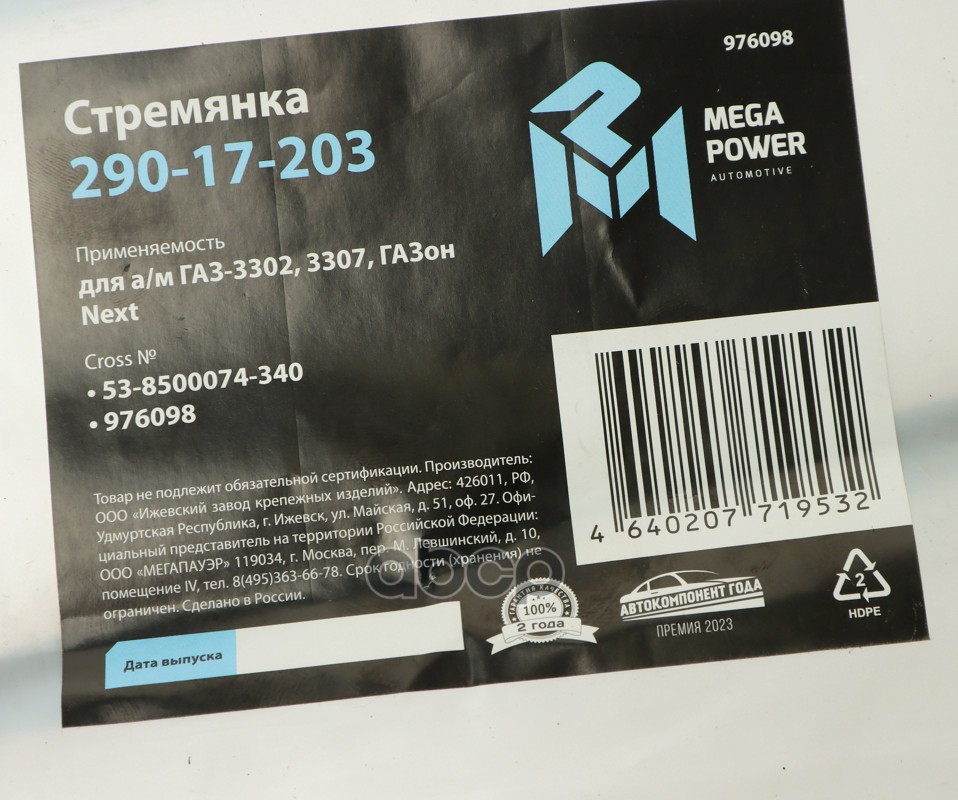 976098
Стремянка
290-17-203
MEGA
POWER
AUTOMOTIVE
Применяемость
для а/м ГАЗ-3302, 3307, ГАЗон
Next
Cross №
• 53-8500074-340
• 976098
Товар не подлежит обязательной сертификации. Производитель:
ООО «Ижевский завод крепежных изделий». Адрес: 426011, РФ,
Удмуртская Республика, г. Ижевск, ул. Майская, д. 51, оф. 27. Офи-
циальный представитель на территории Российской Федерации:
ООО «МЕГАПАУЭР» 119034, г. Москва, пер. М. Левшинский, д. 10,
помещение IV, тел. 8(495)363-66-78. Срок годности (хранения) не
ограничен. Сделано в России.
4 640207 719532
abcp
Дата выпуска
ГАРАНТИЯ КАЧЕСТВА
100%
2 года
АВТОКОМПОНЕНТ ГОДА
ПРЕМИЯ 2023
2
HDPE